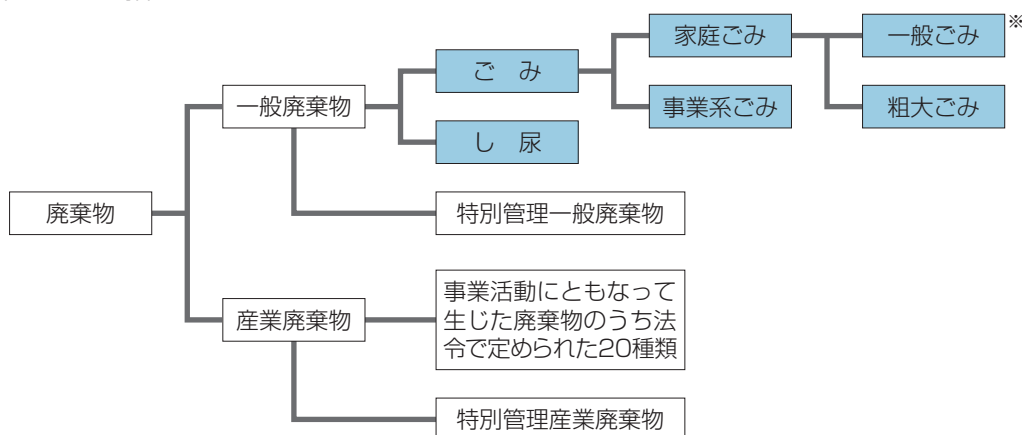 家庭ごみ
一般ごみ
※
ごみ
一般廃棄物
事業系ごみ
粗大ごみ
し尿
廃棄物
特別管理一般廃棄物
産業廃棄物
事業活動にともなって
生じた廃棄物のうち法
令で定められた20種類
特別管理産業廃棄物